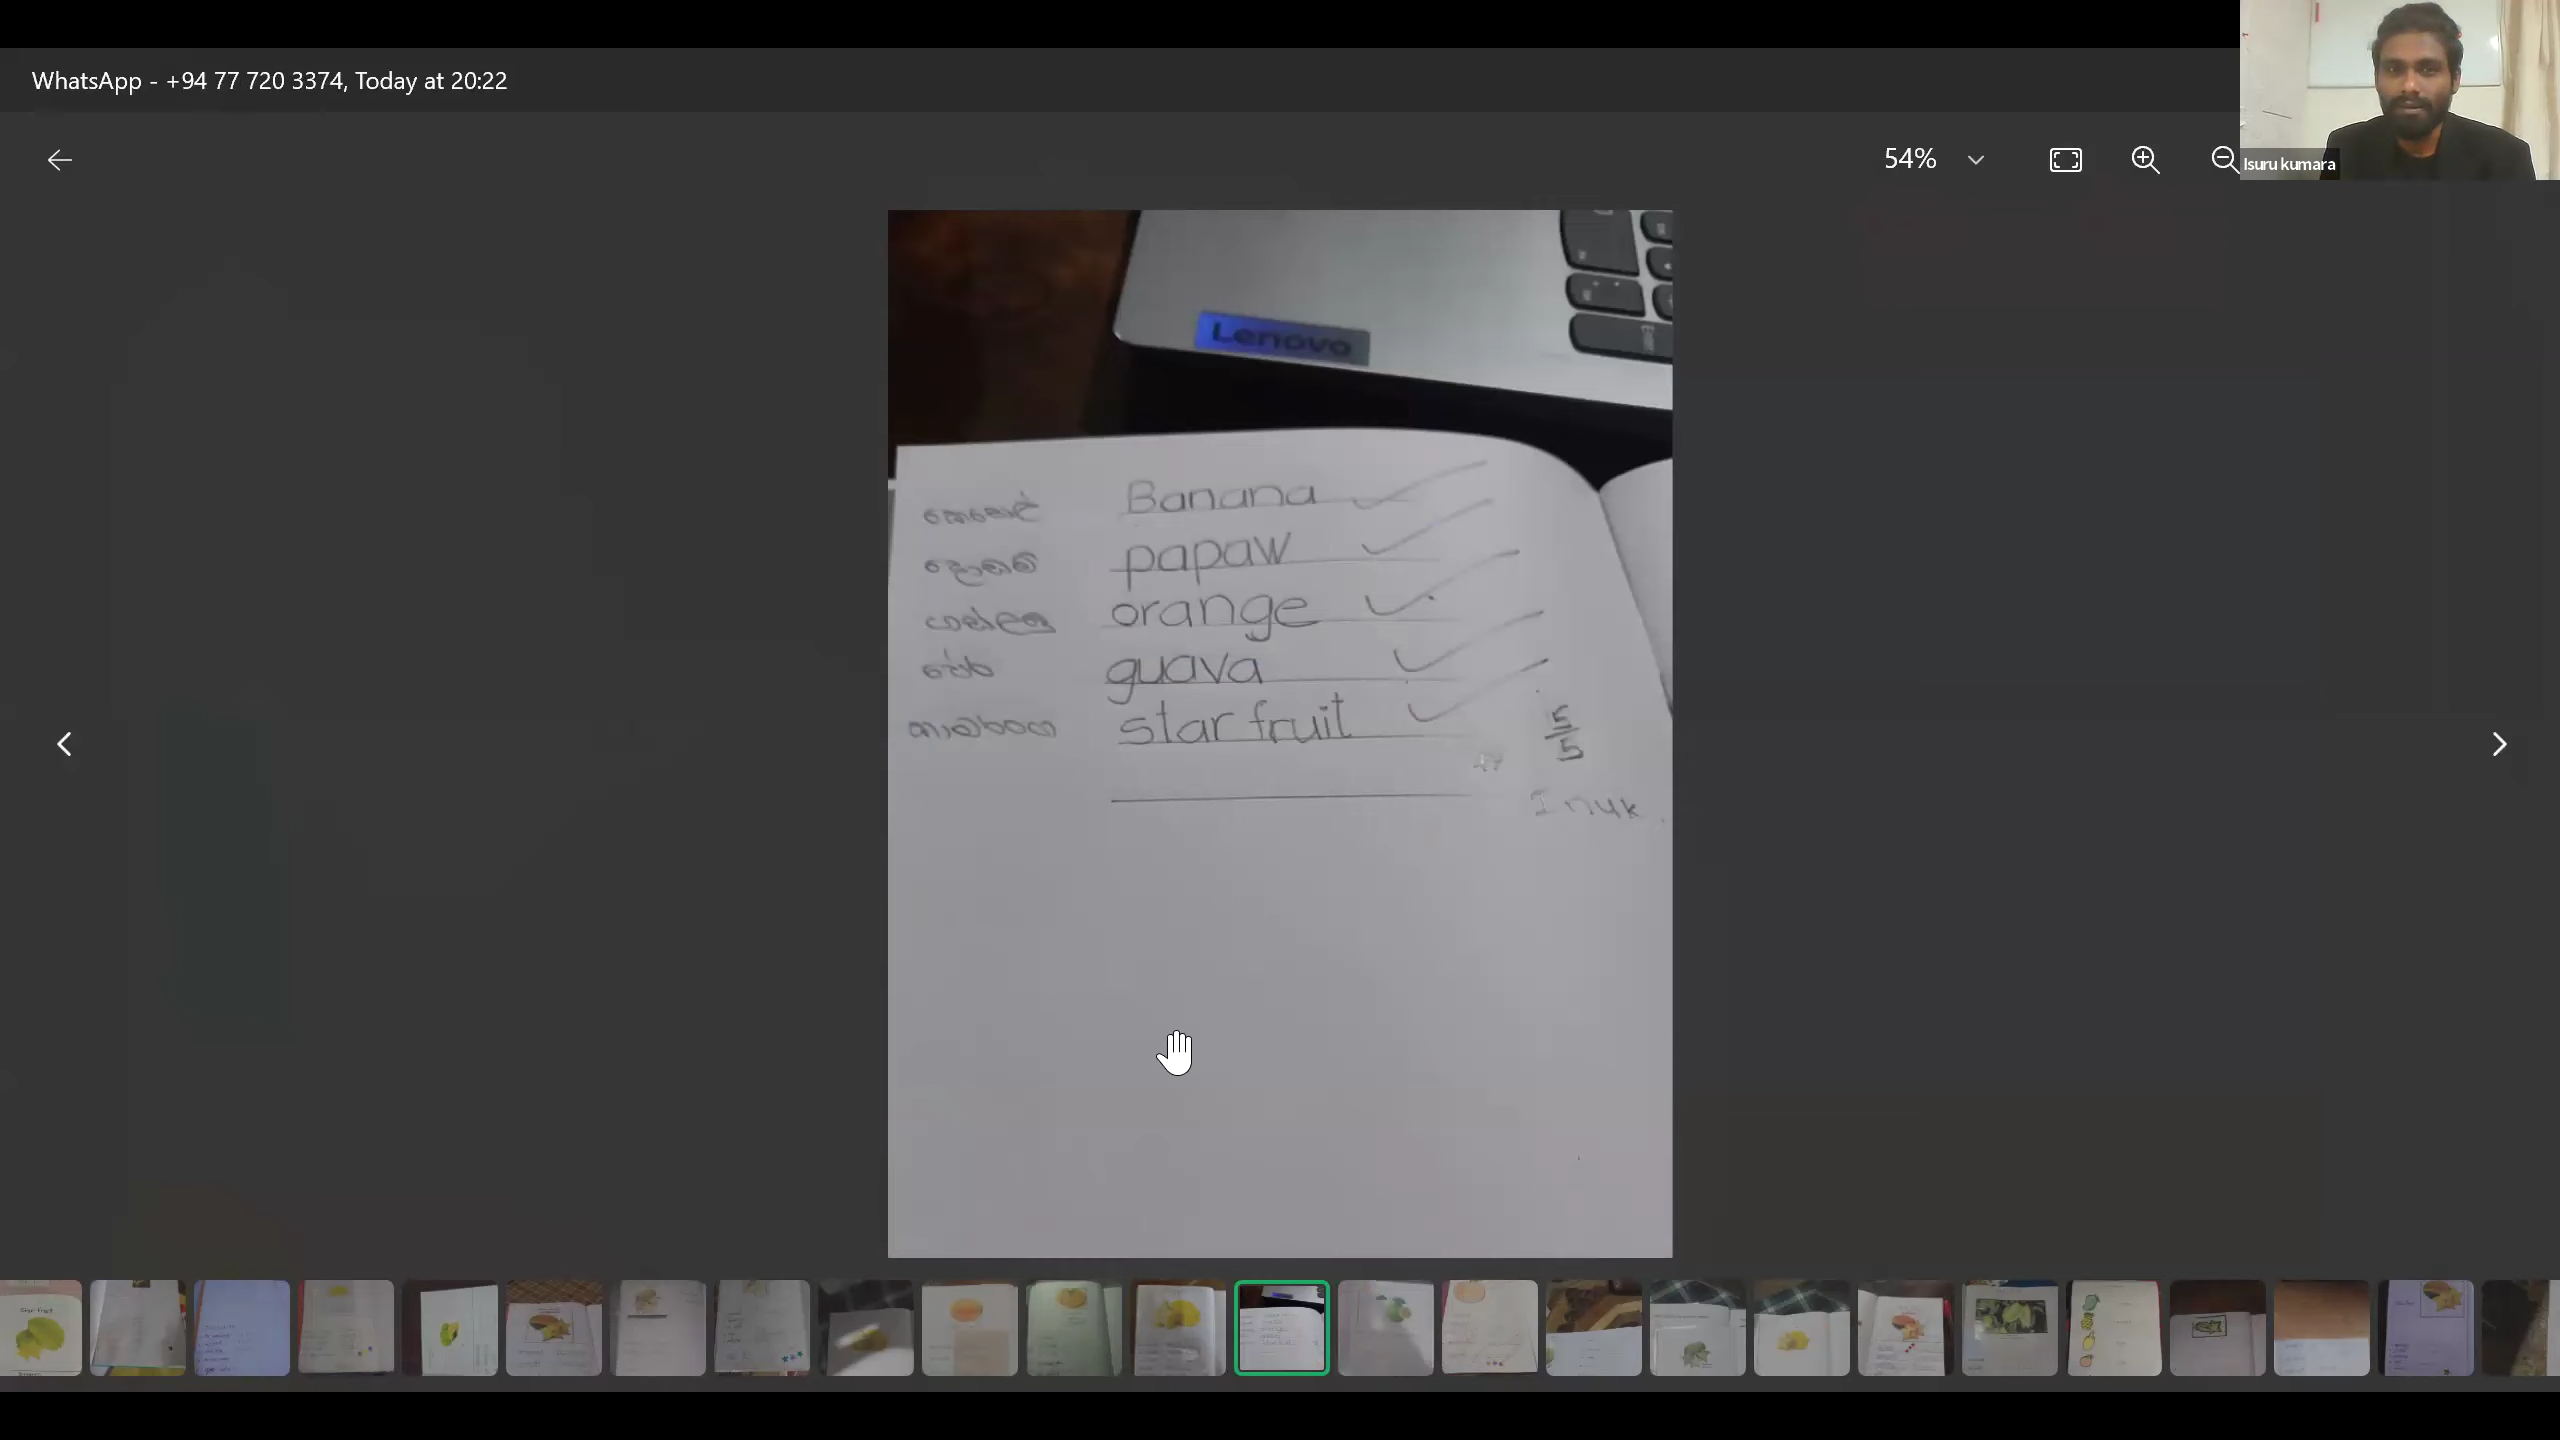 WhatsApp - +94 77 720 3374, Today at 20:22
54%
Isuru kumara
Lenovo
කෙසෙල් Banana
දොඩම් papaw
orange
පේර guava
කාමරංගා star fruit
5/5
Inuk